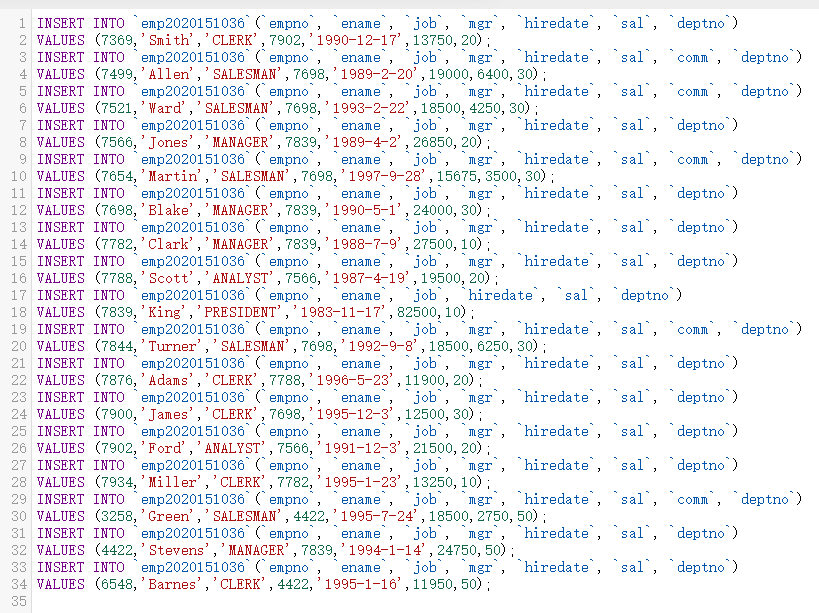 1 INSERT INTO `emp2020151036`(`empno`, `ename`, `job`, `mgr`, `hiredate`, `sal`, `deptno`)
2 VALUES (7369,'Smith','CLERK',7902,'1990-12-17',13750,20);
3 INSERT INTO `emp2020151036`(`empno`, `ename`, `job`, `mgr`, `hiredate`, `sal`, `comm`, `deptno`)
4 VALUES (7499,'Allen','SALESMAN',7698,'1989-2-20',19000,6400,30);
5 INSERT INTO `emp2020151036`(`empno`, `ename`, `job`, `mgr`, `hiredate`, `sal`, `comm`, `deptno`)
6 VALUES (7521,'Ward','SALESMAN',7698,'1993-2-22',18500,4250,30);
7 INSERT INTO `emp2020151036`(`empno`, `ename`, `job`, `mgr`, `hiredate`, `sal`, `deptno`)
8 VALUES (7566,'Jones','MANAGER',7839,'1989-4-2',26850,20);
9 INSERT INTO `emp2020151036`(`empno`, `ename`, `job`, `mgr`, `hiredate`, `sal`, `comm`, `deptno`)
10 VALUES (7654,'Martin','SALESMAN',7698,'1997-9-28',15675,3500,30);
11 INSERT INTO `emp2020151036`(`empno`, `ename`, `job`, `mgr`, `hiredate`, `sal`, `deptno`)
12 VALUES (7698,'Blake','MANAGER',7839,'1990-5-1',24000,30);
13 INSERT INTO `emp2020151036`(`empno`, `ename`, `job`, `mgr`, `hiredate`, `sal`, `deptno`)
14 VALUES (7782,'Clark','MANAGER',7839,'1988-7-9',27500,10);
15 INSERT INTO `emp2020151036`(`empno`, `ename`, `job`, `mgr`, `hiredate`, `sal`, `deptno`)
16 VALUES (7788,'Scott','ANALYST',7566,'1987-4-19',19500,20);
17 INSERT INTO `emp2020151036`(`empno`, `ename`, `job`, `hiredate`, `sal`, `deptno`)
18 VALUES (7839,'King','PRESIDENT','1983-11-17',82500,10);
19 INSERT INTO `emp2020151036`(`empno`, `ename`, `job`, `mgr`, `hiredate`, `sal`, `comm`, `deptno`)
20 VALUES (7844,'Turner','SALESMAN',7698,'1992-9-8',18500,6250,30);
21 INSERT INTO `emp2020151036`(`empno`, `ename`, `job`, `mgr`, `hiredate`, `sal`, `deptno`)
22 VALUES (7876,'Adams','CLERK',7788,'1996-5-23',11900,20);
23 INSERT INTO `emp2020151036`(`empno`, `ename`, `job`, `mgr`, `hiredate`, `sal`, `deptno`)
24 VALUES (7900,'James','CLERK',7698,'1995-12-3',12500,30);
25 INSERT INTO `emp2020151036`(`empno`, `ename`, `job`, `mgr`, `hiredate`, `sal`, `deptno`)
26 VALUES (7902,'Ford','ANALYST',7566,'1991-12-3',21500,20);
27 INSERT INTO `emp2020151036`(`empno`, `ename`, `job`, `mgr`, `hiredate`, `sal`, `deptno`)
28 VALUES (7934,'Miller','CLERK',7782,'1995-1-23',13250,10);
29 INSERT INTO `emp2020151036`(`empno`, `ename`, `job`, `mgr`, `hiredate`, `sal`, `comm`, `deptno`)
30 VALUES (3258,'Green','SALESMAN',4422,'1995-7-24',18500,2750,50);
31 INSERT INTO `emp2020151036`(`empno`, `ename`, `job`, `mgr`, `hiredate`, `sal`, `deptno`)
32 VALUES (4422,'Stevens','MANAGER',7839,'1994-1-14',24750,50);
33 INSERT INTO `emp2020151036`(`empno`, `ename`, `job`, `mgr`, `hiredate`, `sal`, `deptno`)
34 VALUES (6548,'Barnes','CLERK',4422,'1995-1-16',11950,50);
35